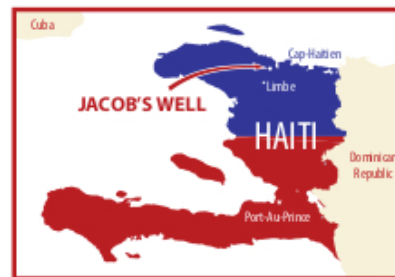 Cuba
Cap-Haitien
*Limbe
JACOB'S WELL
HAITI
Dominican
Republic
Port-Au-Prince